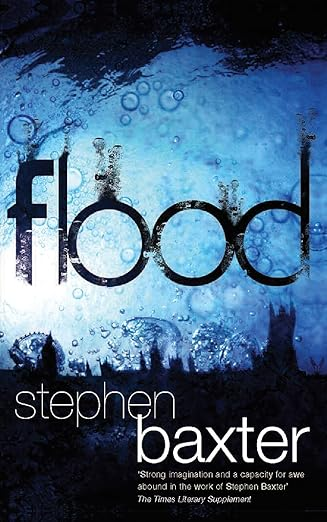 flood
stephen
baxter
'Strong imagination and a capacity for awe
abound in the work of Stephen Baxter'
The Times Literary Supplement